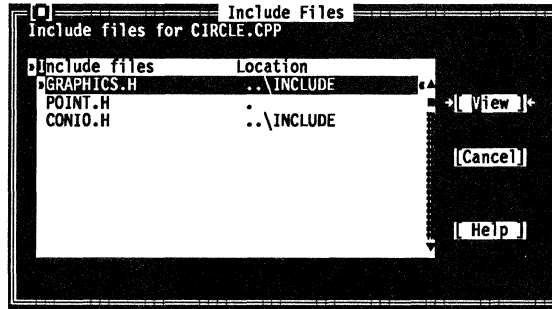 Include Files
Include files for CIRCLE.CPP
Include files Location
GRAPHICS.H ..\INCLUDE
POINT.H .
CONIO.H ..\INCLUDE
[ View ]
[Cancel]
[ Help ]